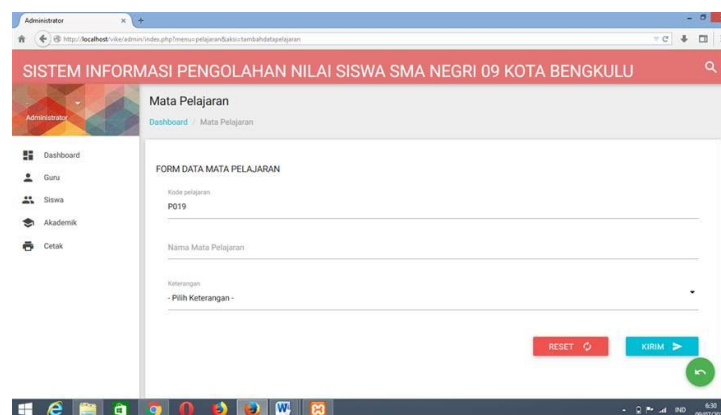 Administrator
http://localhost/vike/admin/index.php?menu=pelajaran&aksi=tambahdatapelajaran
SISTEM INFORMASI PENGOLAHAN NILAI SISWA SMA NEGRI 09 KOTA BENGKULU
Administrator
Mata Pelajaran
Dashboard / Mata Pelajaran
Dashboard
Guru
Siswa
Akademik
Cetak
FORM DATA MATA PELAJARAN
Kode pelajaran
P019
Nama Mata Pelajaran
Keterangan
- Pilih Keterangan -
RESET
KIRIM
IND
6:30